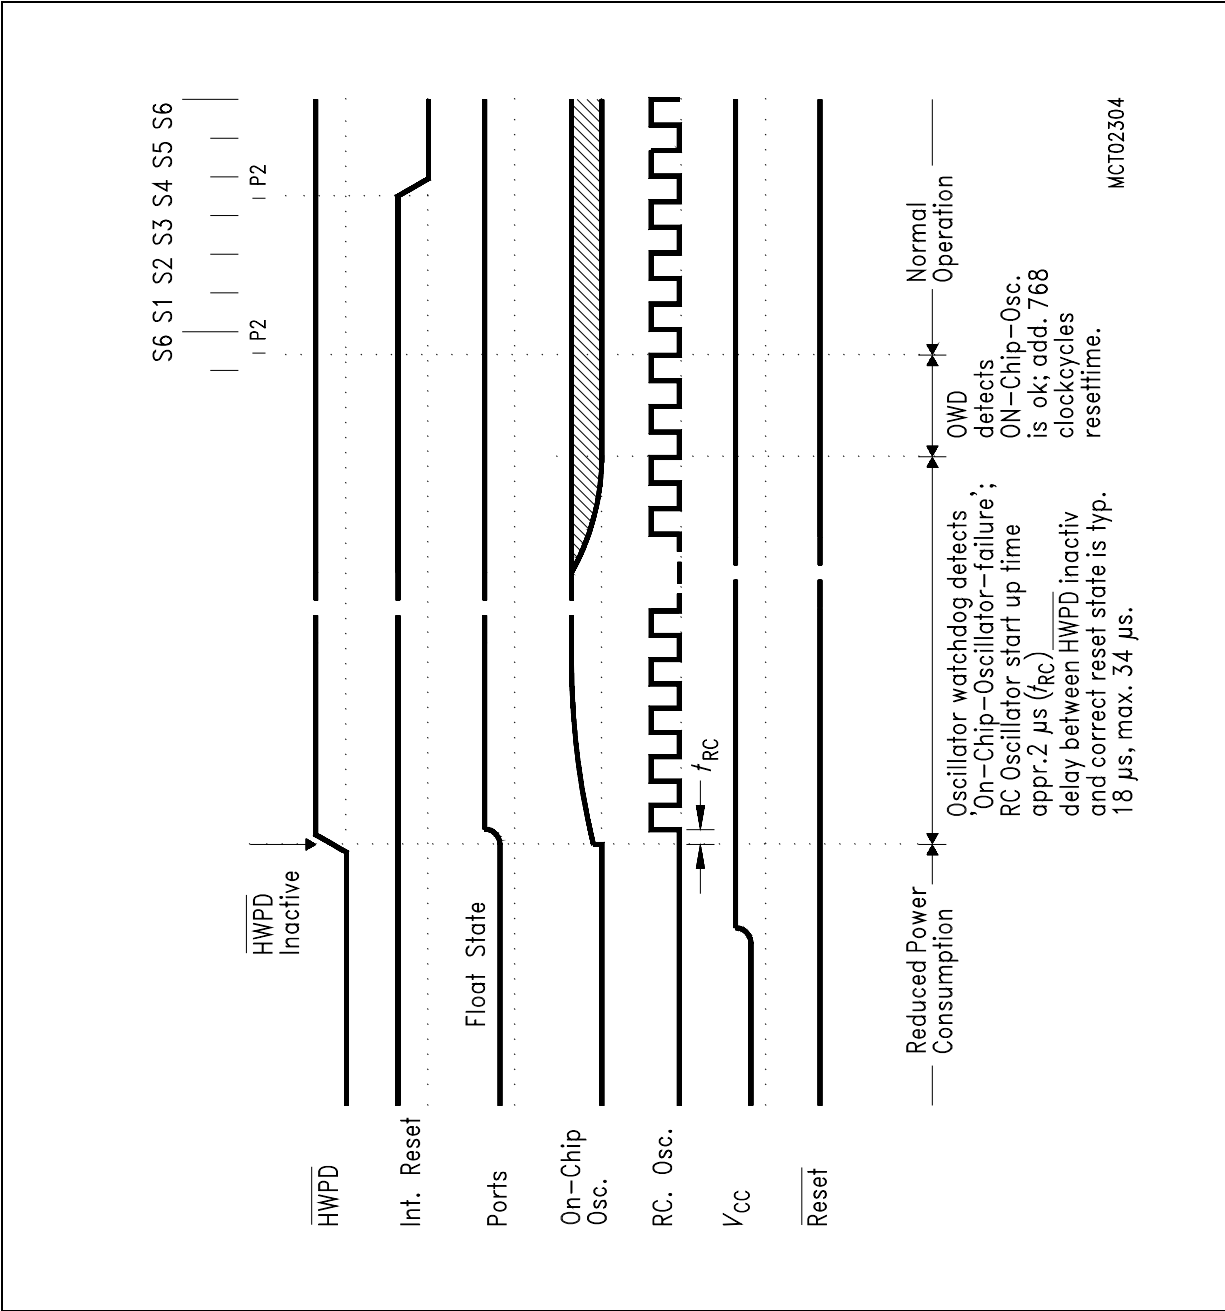 S6 S1 S2 S3 S4 S5 S6
P2 P2
HWPD
Inactive
HWPD
Int. Reset
Float State
Ports
On-Chip
Osc.
RC. Osc.
tRC
VCC
Reset
Reduced Power
Consumption
Oscillator watchdog detects
'On-Chip-Oscillator-failure';
RC Oscillator start up time
appr.2 µs (tRC)
delay between HWPD inactiv
and correct reset state is typ.
18 µs, max. 34 µs.
OWD
detects
ON-Chip-Osc.
is ok; add. 768
clockcycles
resettime.
Normal
Operation
MCT02304